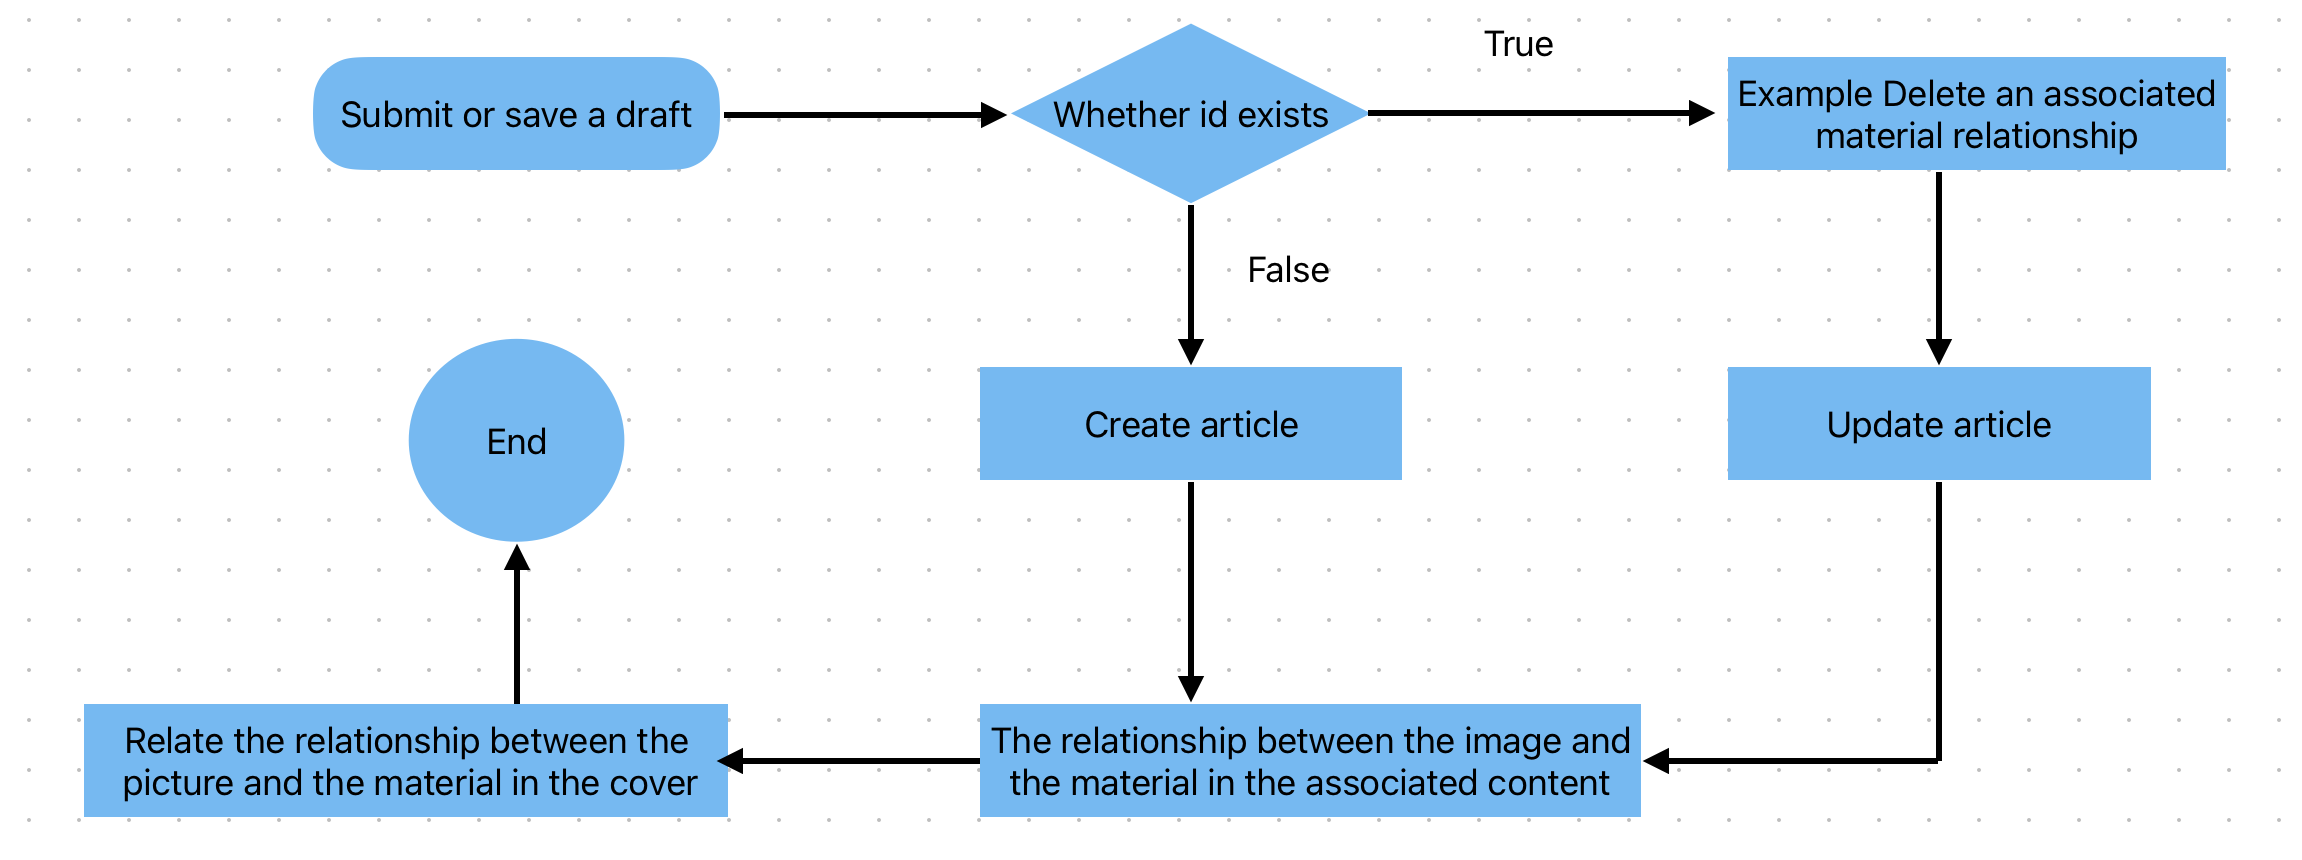 True
Submit or save a draft
Whether id exists
Example Delete an associated
material relationship
False
End
Create article
Update article
Relate the relationship between the
picture and the material in the cover
The relationship between the image and
the material in the associated content